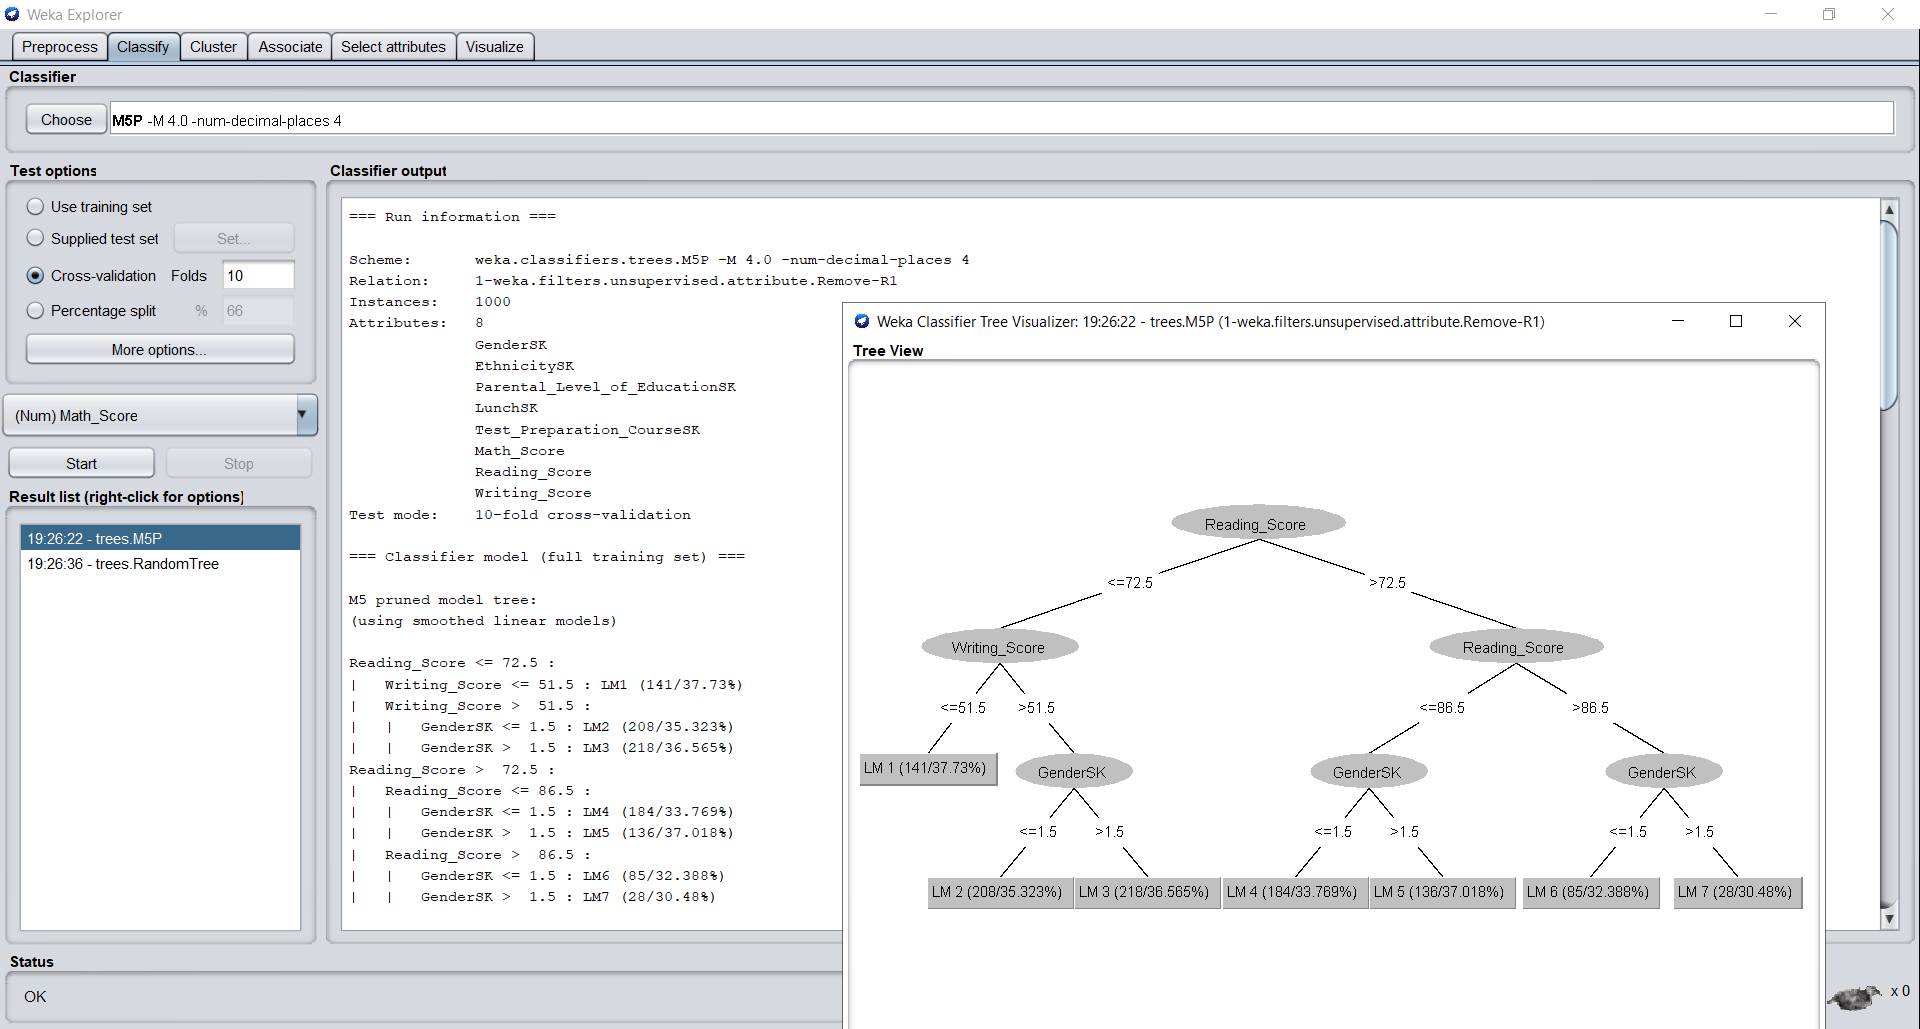 Weka Explorer
Preprocess Classify Cluster Associate Select attributes Visualize
Classifier
Choose M5P -M 4.0 -num-decimal-places 4
Test options
Use training set
Supplied test set Set...
Cross-validation Folds 10
Percentage split % 66
More options...
(Num) Math_Score
Start Stop
Result list (right-click for options)
19:26:22 - trees.M5P
19:26:36 - trees.RandomTree
Classifier output
=== Run information ===
Scheme: weka.classifiers.trees.M5P -M 4.0 -num-decimal-places 4
Relation: 1-weka.filters.unsupervised.attribute.Remove-R1
Instances: 1000
Attributes: 8
GenderSK
EthnicitySK
Parental_Level_of_EducationSK
LunchSK
Test_Preparation_CourseSK
Math_Score
Reading_Score
Writing_Score
Test mode: 10-fold cross-validation
=== Classifier model (full training set) ===
M5 pruned model tree:
(using smoothed linear models)
Reading_Score <= 72.5 :
| Writing_Score <= 51.5 : LM1 (141/37.73%)
| Writing_Score > 51.5 :
| | GenderSK <= 1.5 : LM2 (208/35.323%)
| | GenderSK > 1.5 : LM3 (218/36.565%)
Reading_Score > 72.5 :
| Reading_Score <= 86.5 :
| | GenderSK <= 1.5 : LM4 (184/33.769%)
| | GenderSK > 1.5 : LM5 (136/37.018%)
| Reading_Score > 86.5 :
| | GenderSK <= 1.5 : LM6 (85/32.388%)
| | GenderSK > 1.5 : LM7 (28/30.48%)
Weka Classifier Tree Visualizer: 19:26:22 - trees.M5P (1-weka.filters.unsupervised.attribute.Remove-R1)
Tree View
Reading_Score
<=72.5 >72.5
Writing_Score Reading_Score
<=51.5 >51.5 <=86.5 >86.5
LM 1 (141/37.73%) GenderSK GenderSK GenderSK
<=1.5 >1.5 <=1.5 >1.5 <=1.5 >1.5
LM 2 (208/35.323%) LM 3 (218/36.565%) LM 4 (184/33.769%) LM 5 (136/37.018%) LM 6 (85/32.388%) LM 7 (28/30.48%)
Status
OK
x 0